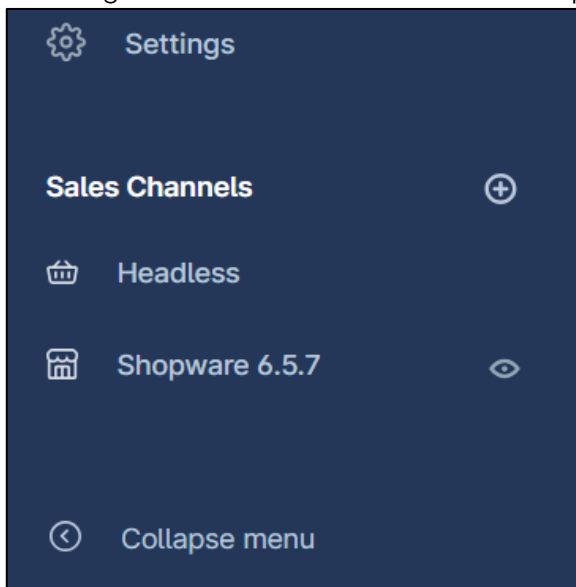 Settings
Sales Channels
Headless
Shopware 6.5.7
Collapse menu